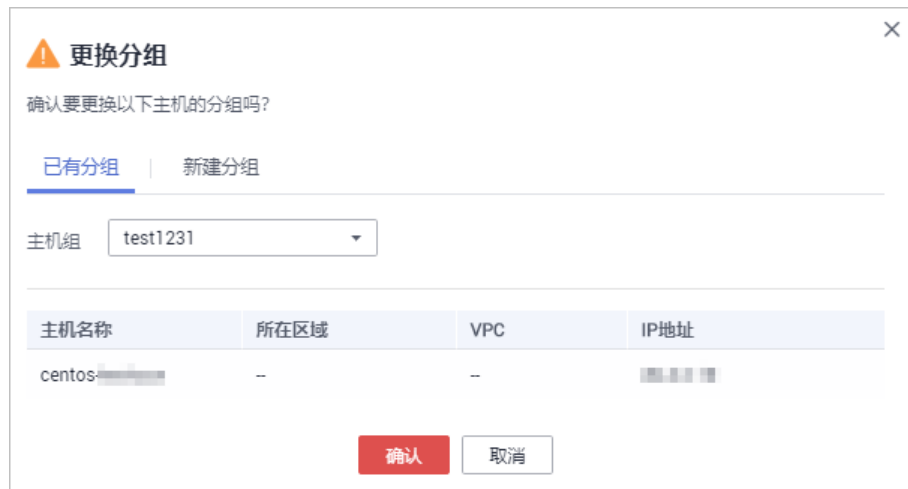 更换分组
确认要更换以下主机的分组吗?
已有分组 新建分组
主机组 test1231
主机名称 所在区域 VPC IP地址
centos- -- --
确认 取消